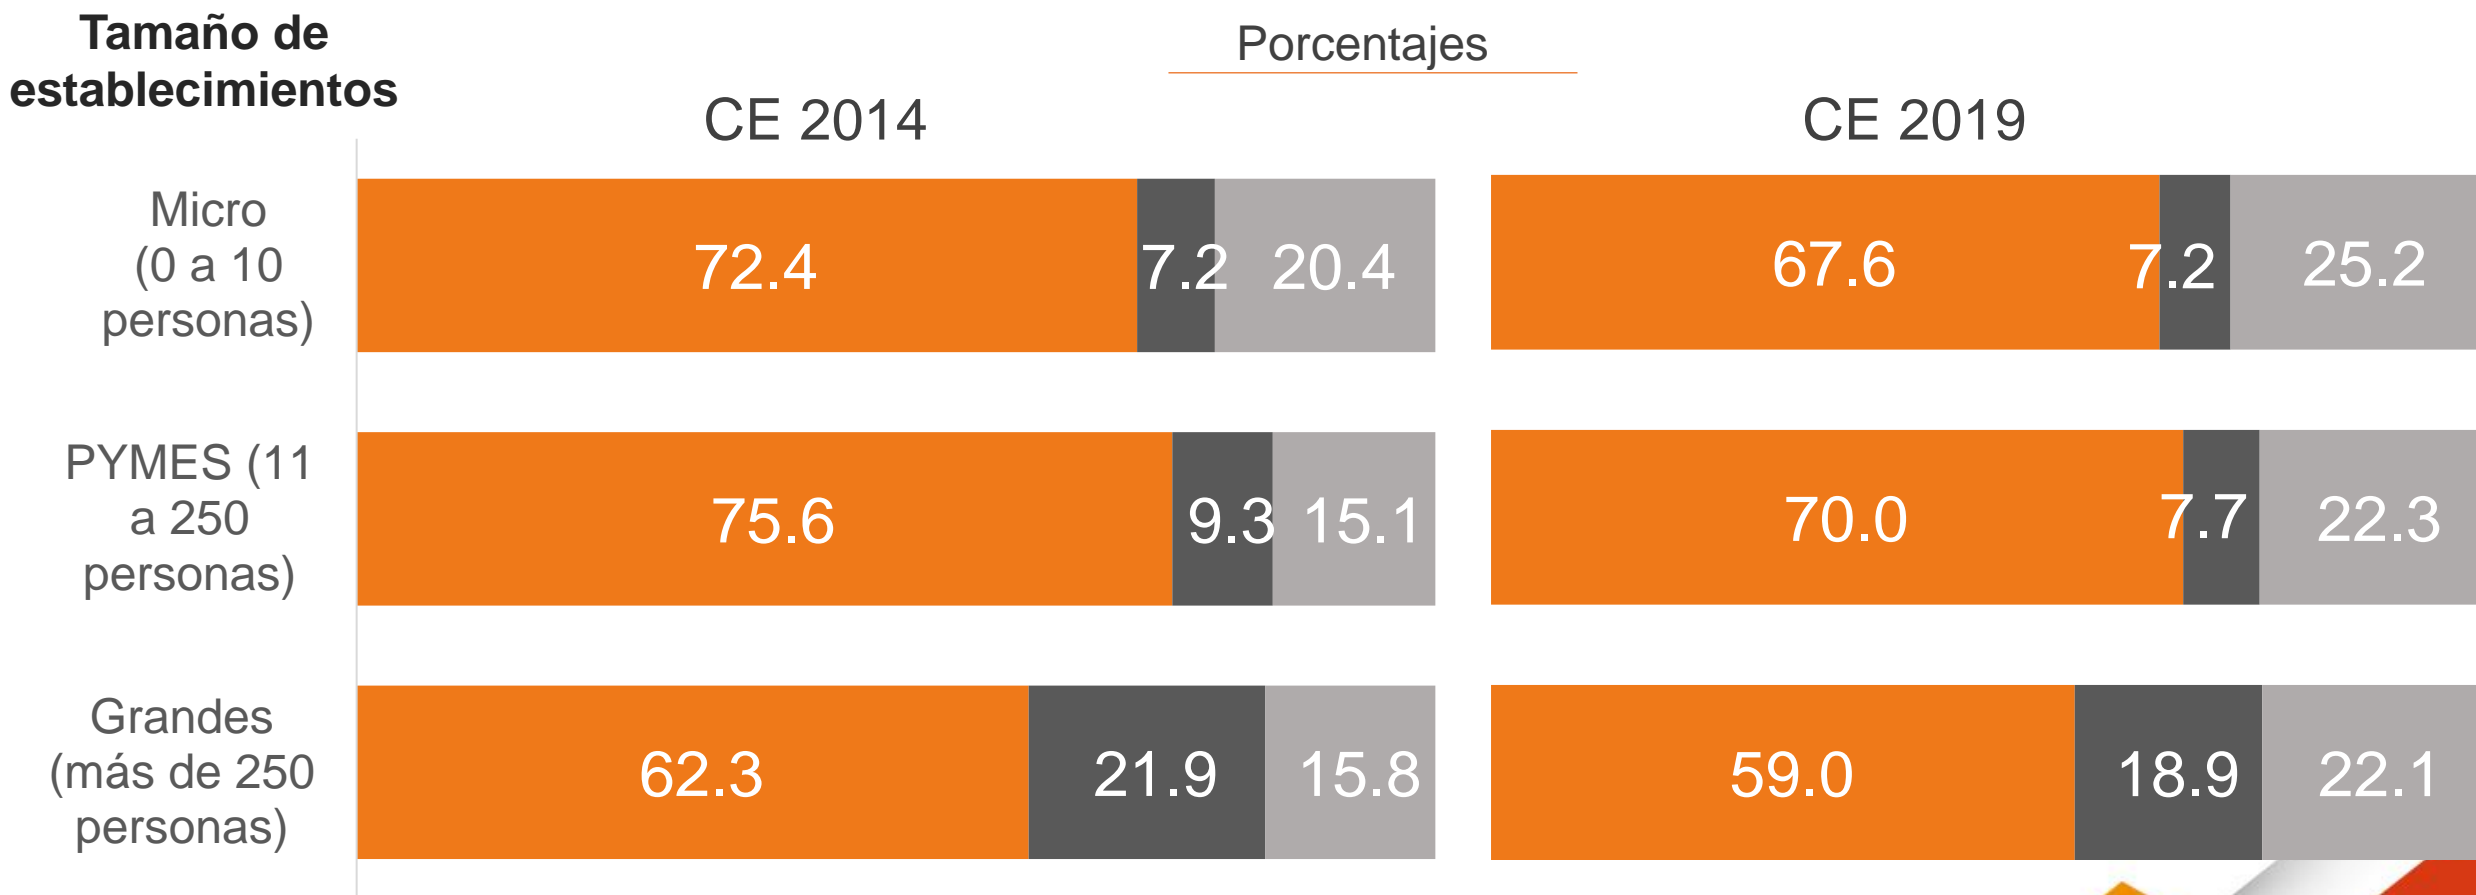 Tamaño de
establecimientos
Porcentajes
CE 2014
CE 2019
Micro
(0 a 10
personas)
72.4
7.2
20.4
67.6
7.2
25.2
PYMES (11
a 250
personas)
75.6
9.3
15.1
70.0
7.7
22.3
Grandes
(más de 250
personas)
62.3
21.9
15.8
59.0
18.9
22.1